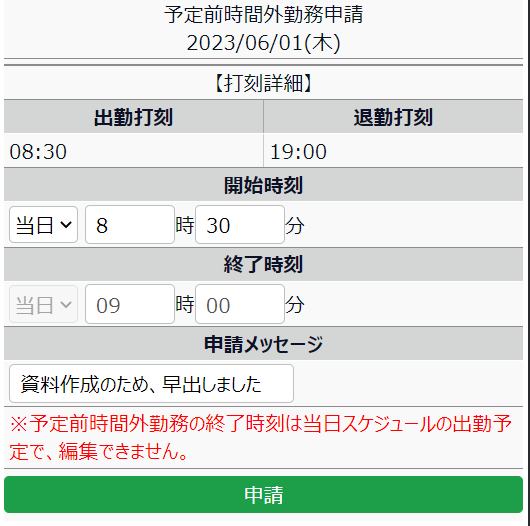 予定前時間外勤務申請
2023/06/01(木)
【打刻詳細】
出勤打刻 退勤打刻
08:30 19:00
開始時刻
当日 8 時 30 分
終了時刻
当日 09 時 00 分
申請メッセージ
資料作成のため、早出しました
※予定前時間外勤務の終了時刻は当日スケジュールの出勤予
定で、編集できません。
申請